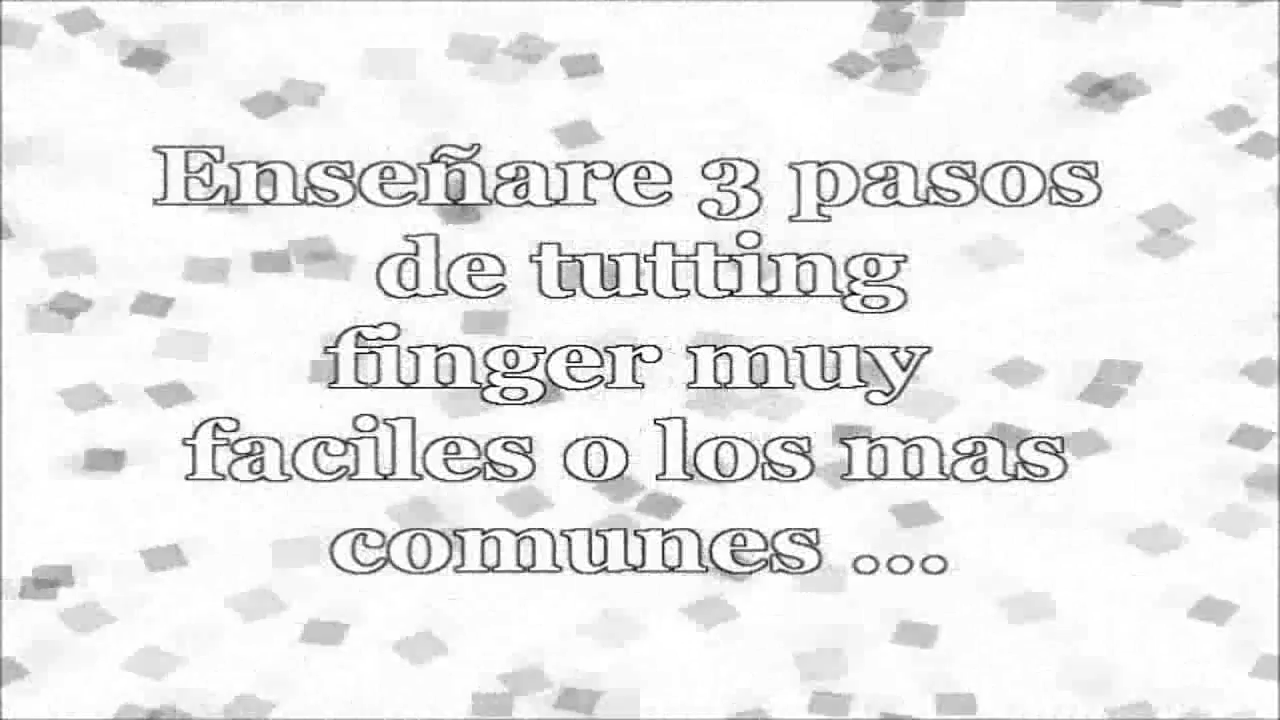 Enseñare 3 pasos
de tutting
finger muy
faciles o los mas
comunes ...